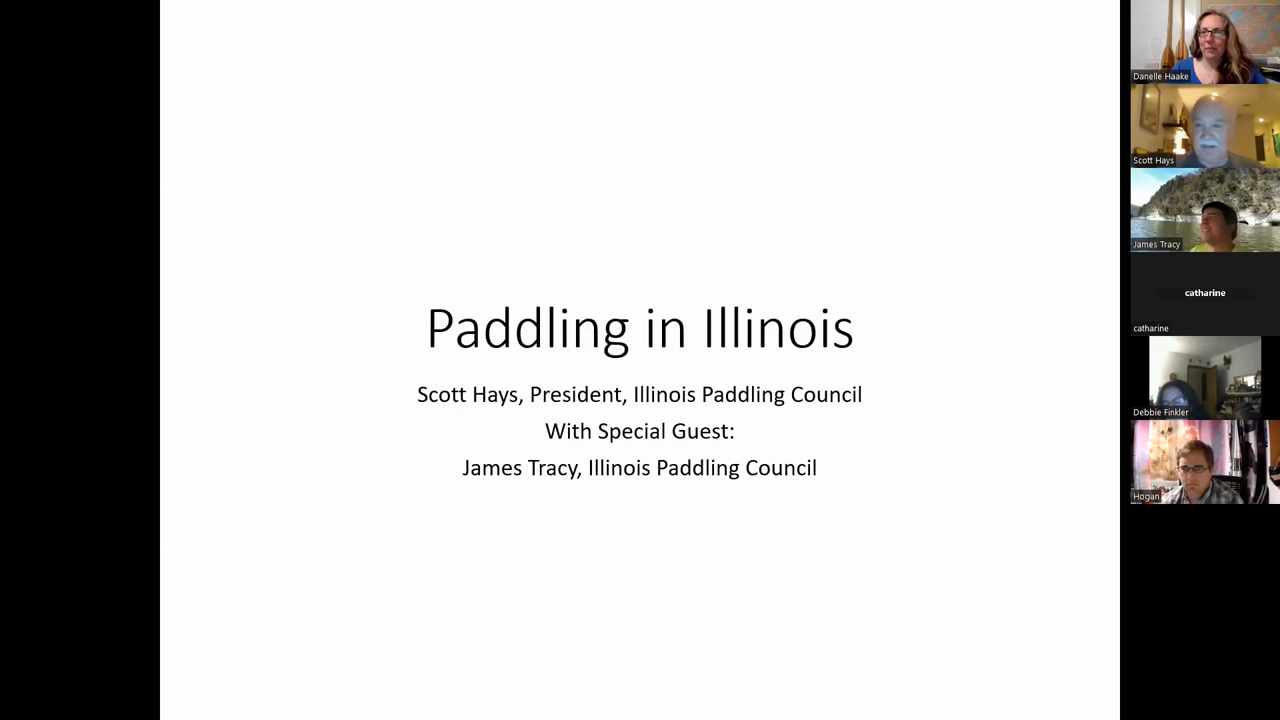 Paddling in Illinois
Scott Hays, President, Illinois Paddling Council
With Special Guest:
James Tracy, Illinois Paddling Council
Danelle Haake
Scott Hays
James Tracy
catharine
catharine
Debbie Finkler
Hogan